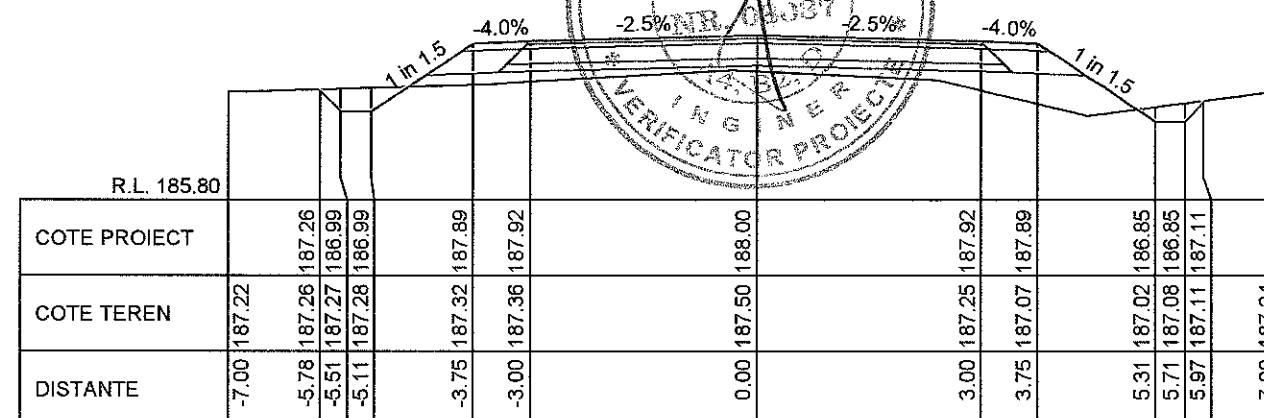 -4.0% -2.5% -2.5% -4.0%
NR.
1 in 1.5 1 in 1.5
INGINER
VERIFICATOR PROIECTE
R.L. 185.80
COTE PROIECT 187.26 186.99 186.99 187.89 187.92 188.00 187.92 187.89 186.85 186.85 187.11
COTE TEREN 187.22 187.26 187.27 187.28 187.32 187.36 187.50 187.25 187.07 187.02 187.08 187.11
DISTANTE -7.00 -5.78 -5.51 -5.11 -3.75 -3.00 0.00 3.00 3.75 5.31 5.71 5.97